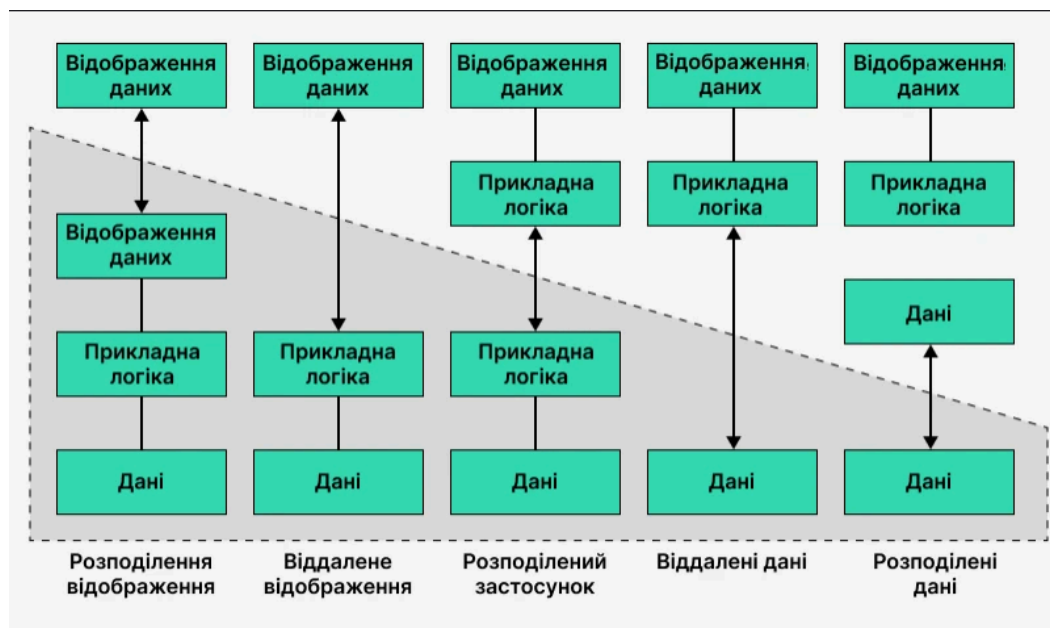 Відображення
даних
Відображення
даних
Відображення
даних
Відображення
даних
Відображення
даних
Прикладна
логіка
Прикладна
логіка
Прикладна
логіка
Відображення
даних
Дані
Прикладна
логіка
Прикладна
логіка
Прикладна
логіка
Дані
Дані
Дані
Дані
Дані
Розподілення
відображення
Віддалене
відображення
Розподілений
застосунок
Віддалені дані
Розподілені
дані